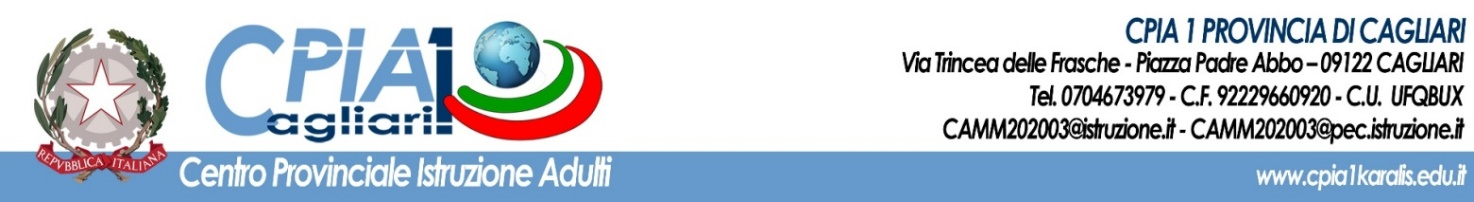 CPIA1
Cagliari1
REPVBBLICA ITALIANA
Centro Provinciale Istruzione Adulti
CPIA 1 PROVINCIA DI CAGLIARI
Via Trincea delle Frasche - Piazza Padre Abbo – 09122 CAGLIARI
Tel. 0704673979 - C.F. 92229660920 - C.U. UFQBUX
CAMM202003@istruzione.it - CAMM202003@pec.istruzione.it
www.cpia1karalis.edu.it